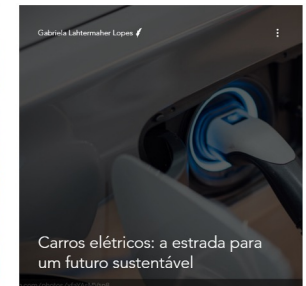 Gabriela Lahtermaher Lopes
Carros elétricos: a estrada para
um futuro sustentável